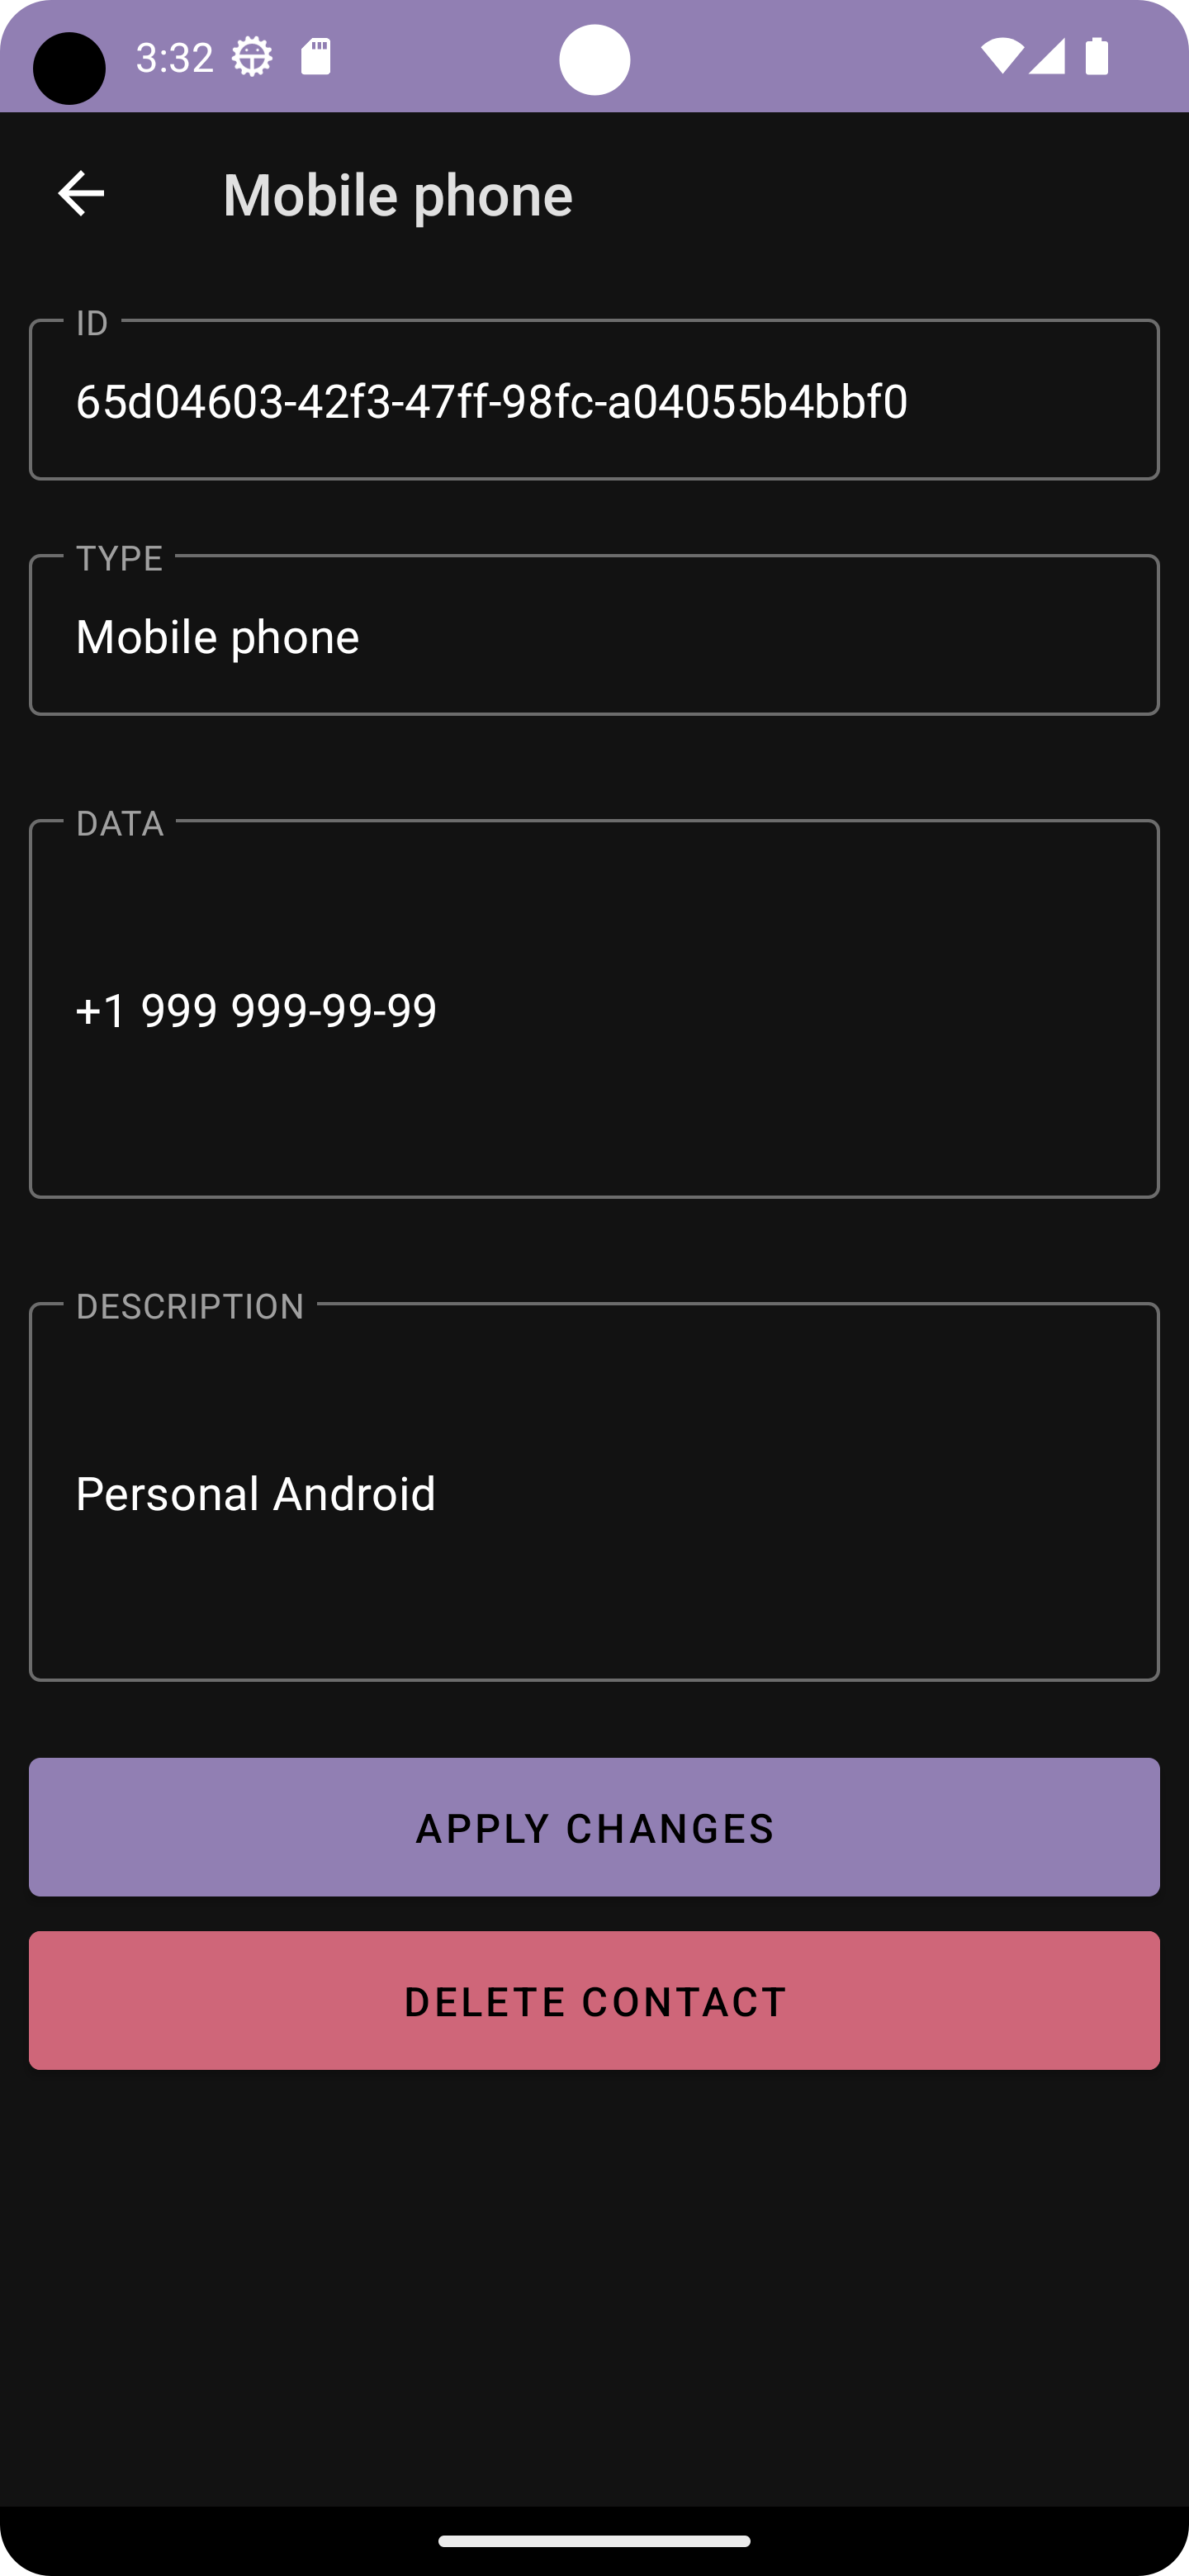 3:32
Mobile phone
ID
65d04603-42f3-47ff-98fc-a04055b4bbf0
TYPE
Mobile phone
DATA
+1 999 999-99-99
DESCRIPTION
Personal Android
APPLY CHANGES
DELETE CONTACT